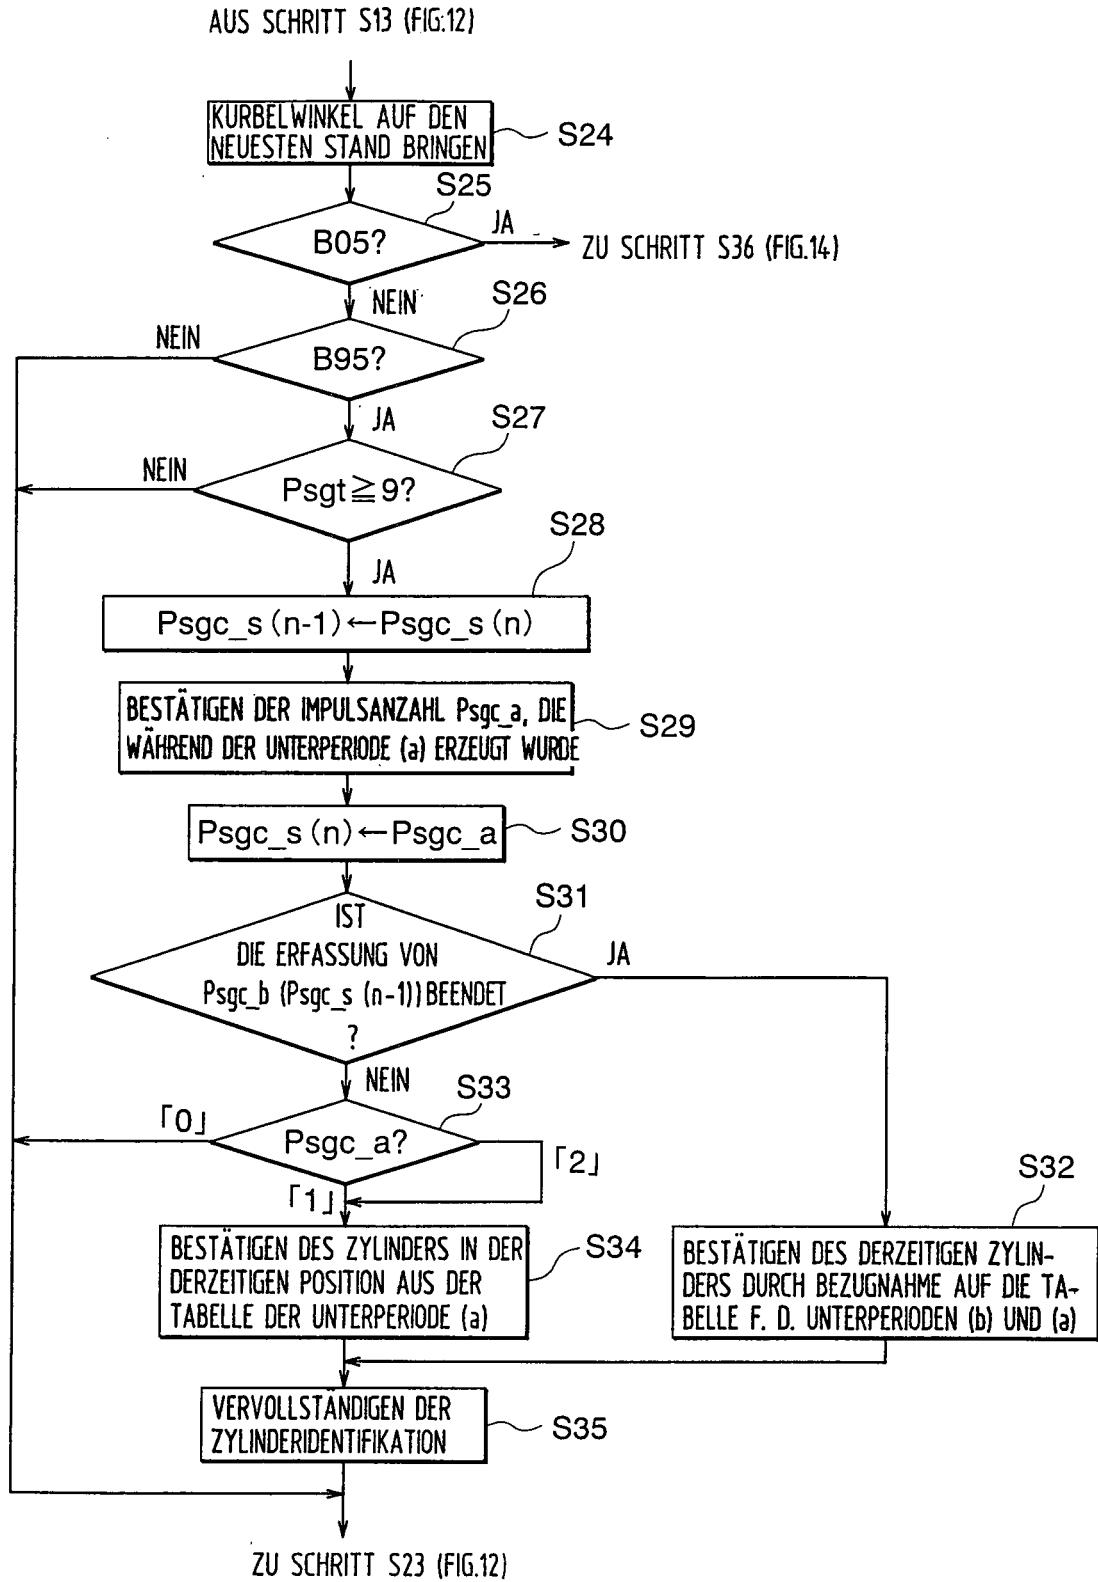 AUS SCHRITT S13 (FIG.12)
KURBELWINKEL AUF DEN
NEUESTEN STAND BRINGEN
S24
S25
B05?
JA
ZU SCHRITT S36 (FIG.14)
NEIN
S26
B95?
NEIN
JA
S27
Psgt≧9?
NEIN
JA
S28
Psgc_s(n-1)←Psgc_s(n)
BESTÄTIGEN DER IMPULSANZAHL Psgc_a, DIE
WÄHREND DER UNTERPERIODE (a) ERZEUGT WURDE
S29
Psgc_s(n)←Psgc_a
S30
S31
IST
DIE ERFASSUNG VON
Psgc_b (Psgc_s (n-1)) BEENDET
?
JA
NEIN
S33
「0」
Psgc_a?
「2」
「1」
S32
BESTÄTIGEN DES ZYLINDERS IN DER
DERZEITIGEN POSITION AUS DER
TABELLE DER UNTERPERIODE (a)
S34
BESTÄTIGEN DES DERZEITIGEN ZYLIN-
DERS DURCH BEZUGNAHME AUF DIE TA-
BELLE F. D. UNTERPERIODEN (b) UND (a)
VERVOLLSTÄNDIGEN DER
ZYLINDERIDENTIFIKATION
S35
ZU SCHRITT S23 (FIG.12)